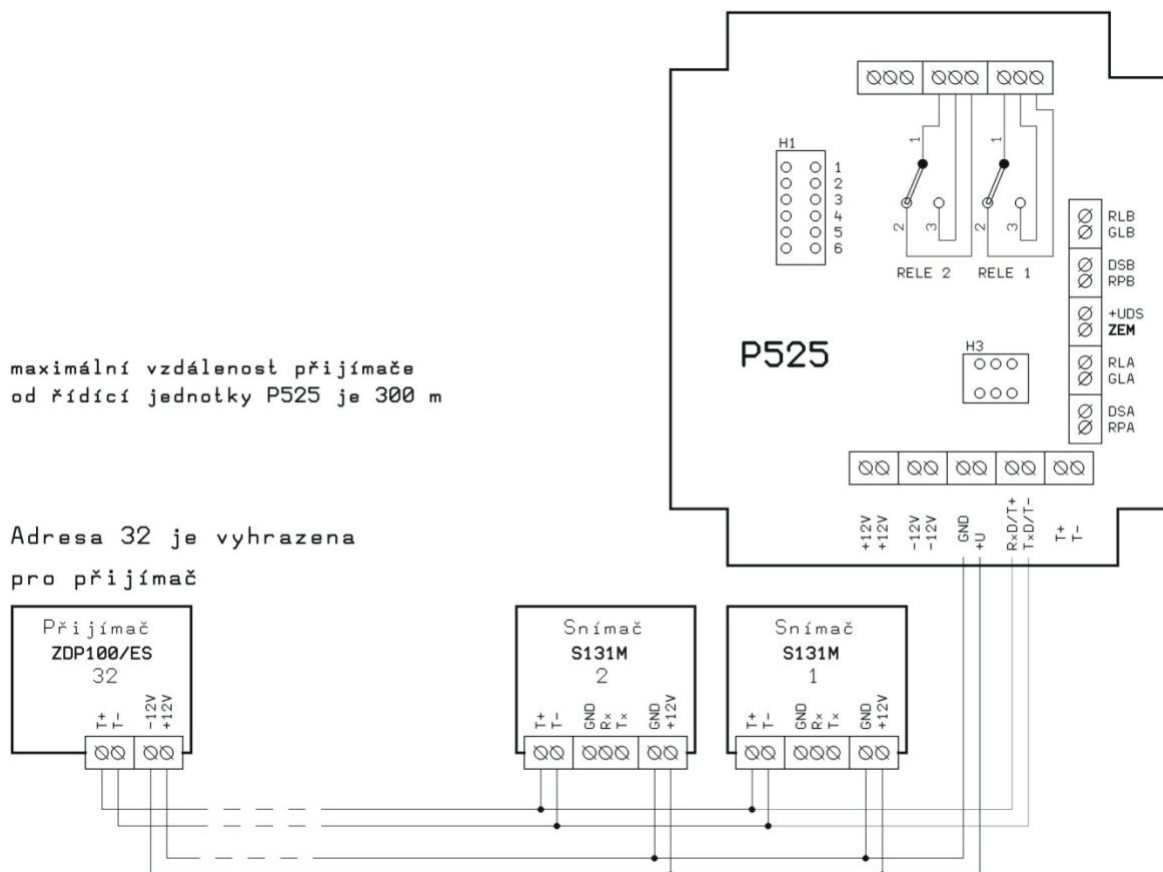 H1
1
2
3
4
5
6
1
2
3
1
2
3
RELE 2
RELE 1
RLB
GLB
DSB
RPB
+UDS
ZEM
RLA
GLA
DSA
RPA
P525
H3
maximální vzdálenost přijímače
od řídící jednotky P525 je 300 m
+12V
+12V
-12V
-12V
GND
+U
RxD/T+
TxD/T-
T+
T-
Adresa 32 je vyhrazena
pro přijímač
Přijímač
ZDP100/ES
32
T+
T-
-12V
+12V
Snímač
S131M
2
T+
T-
GND
Rx
Tx
GND
+12V
Snímač
S131M
1
T+
T-
GND
Rx
Tx
GND
+12V